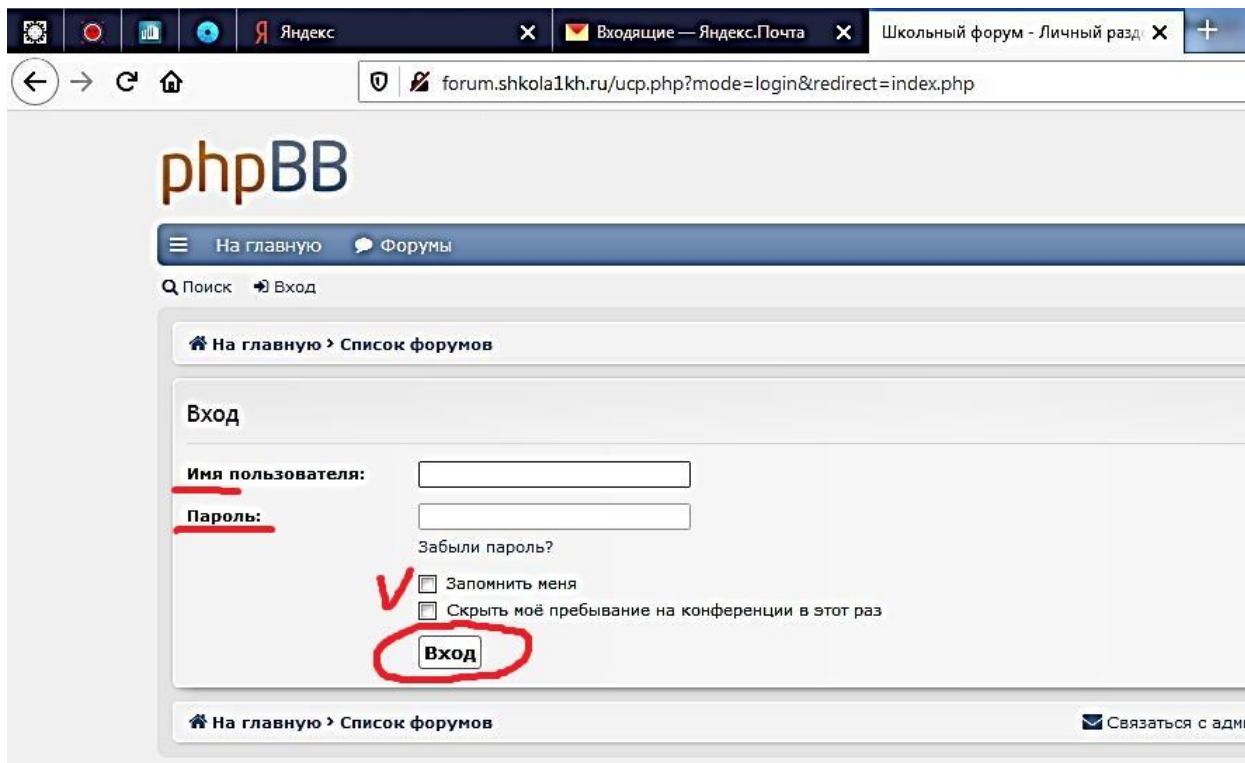 Яндекс
Входящие — Яндекс.Почта
Школьный форум - Личный разд
forum.shkola1kh.ru/ucp.php?mode=login&redirect=index.php
phpBB
На главную Форумы
Поиск Вход
На главную › Список форумов
Вход
Имя пользователя:
Пароль:
Забыли пароль?
Запомнить меня
Скрыть моё пребывание на конференции в этот раз
Вход
На главную › Список форумов
Связаться с адм